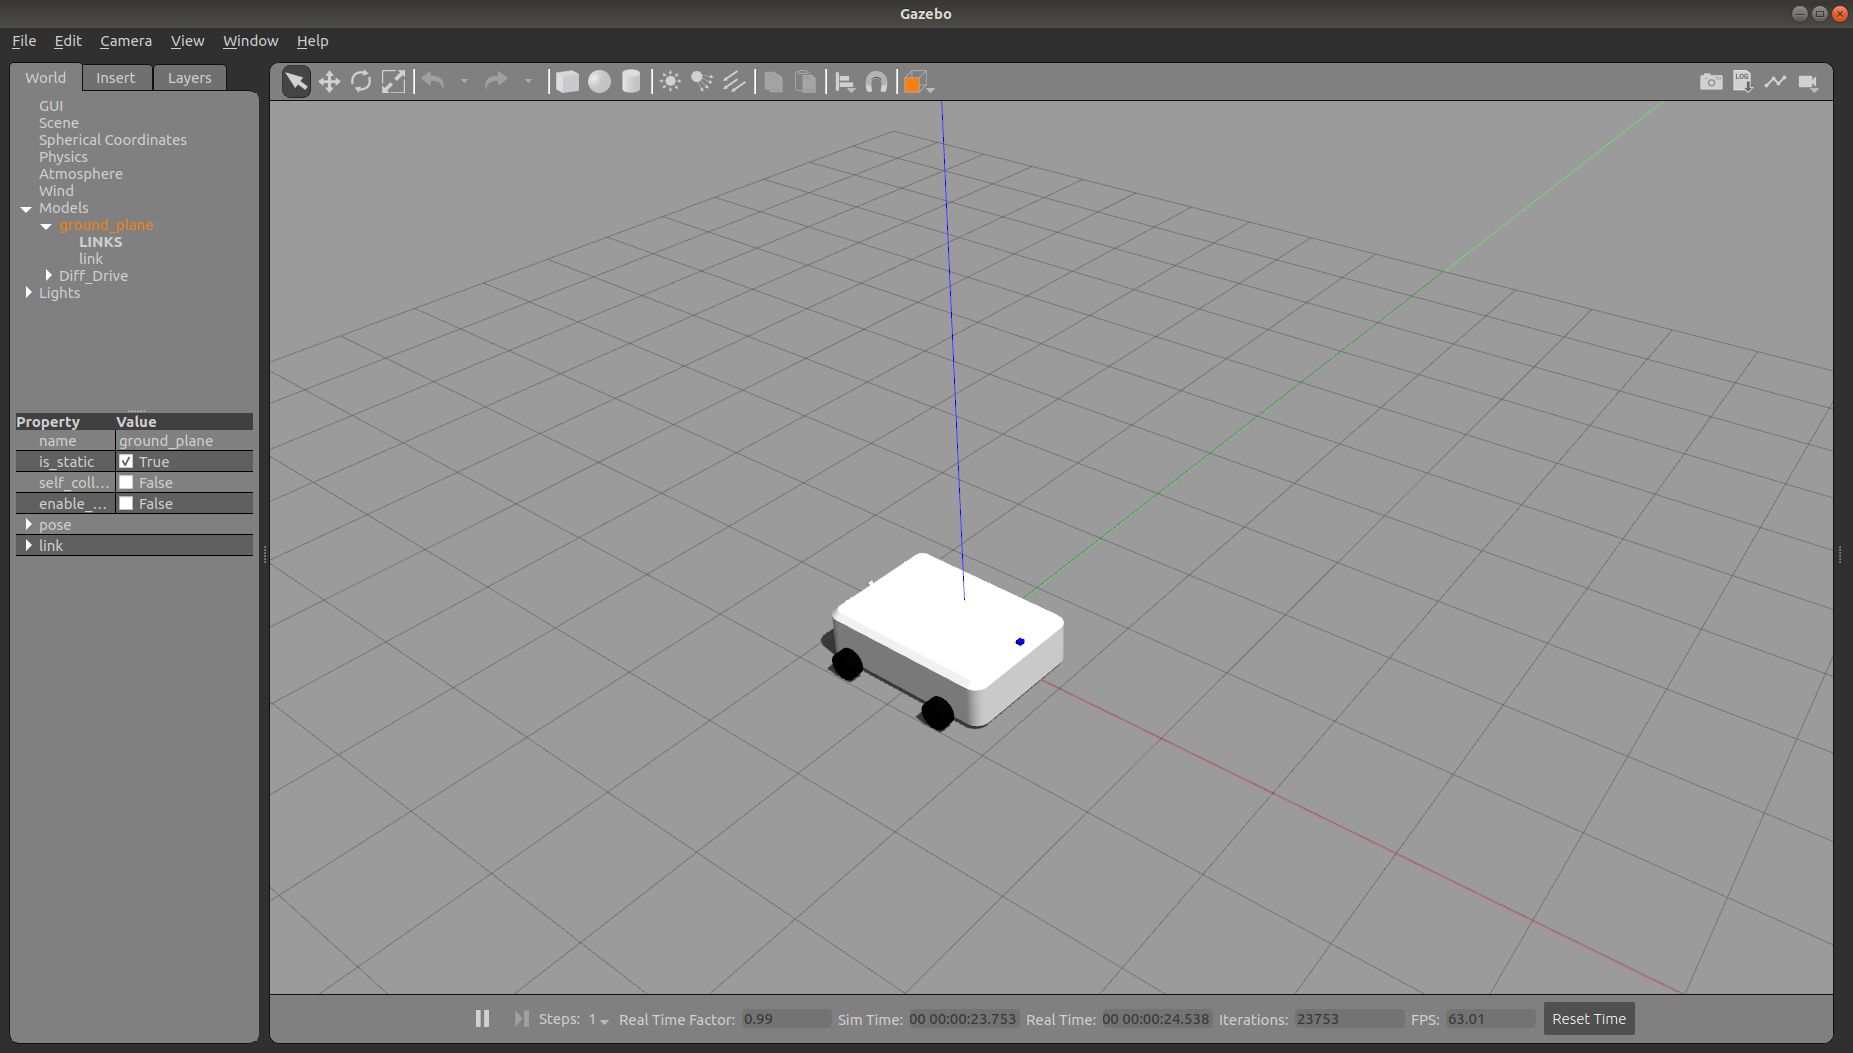 Gazebo
File Edit Camera View Window Help
World Insert Layers
LOG
GUI
Scene
Spherical Coordinates
Physics
Atmosphere
Wind
Models
ground_plane
LINKS
link
Diff_Drive
Lights
Property Value
name ground_plane
is_static True
self_coll... False
enable_... False
pose
link
Steps: 1 Real Time Factor: 0.99 Sim Time: 00 00:00:23.753 Real Time: 00 00:00:24.538 Iterations: 23753 FPS: 63.01 Reset Time